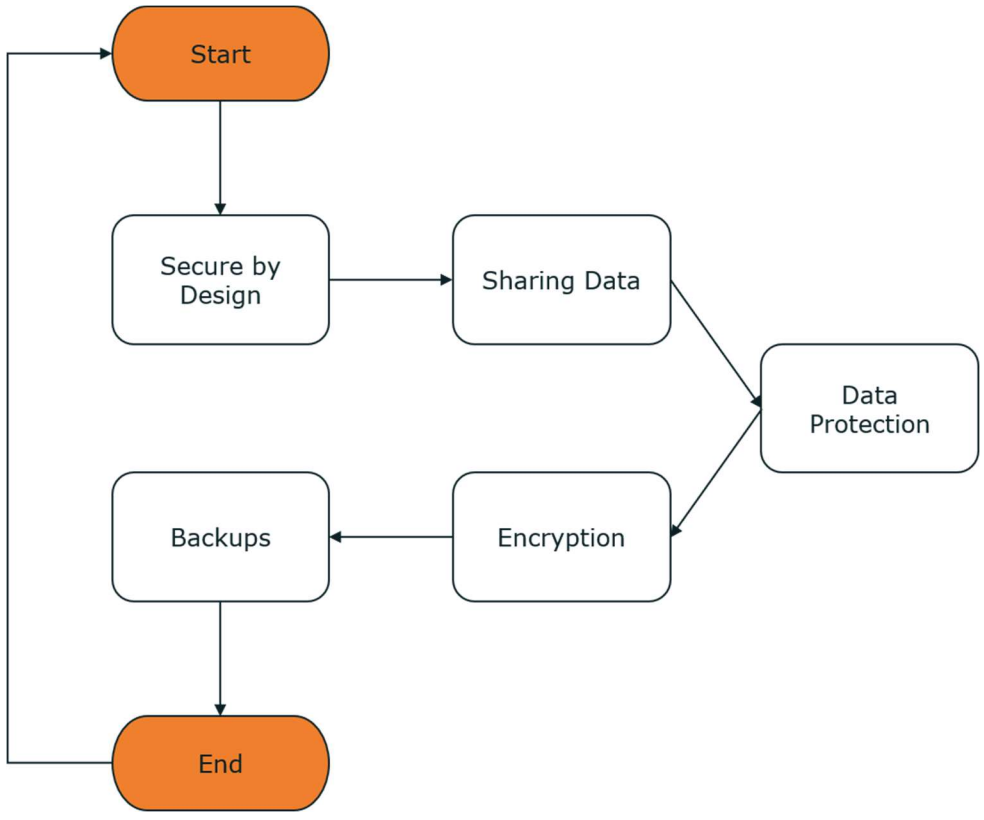 Start
Secure by
Design
Sharing Data
Data
Protection
Encryption
Backups
End